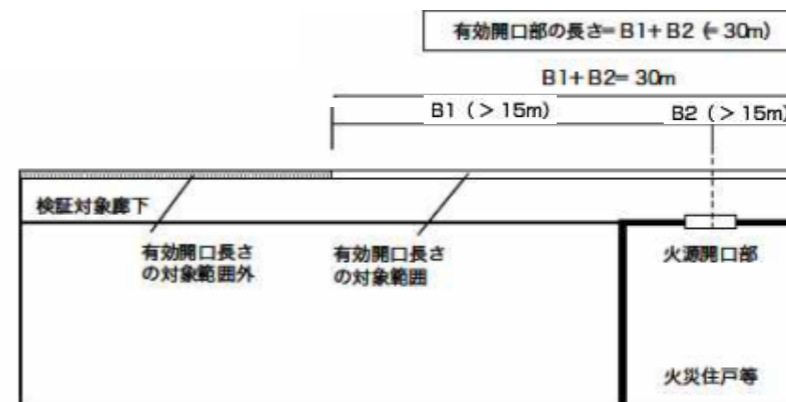 有効開口部の長さ=B1+B2 (=30m)
B1+B2=30m
B1(>15m)
B2(>15m)
検証対象廊下
有効開口長さ
の対象範囲外
有効開口長さ
の対象範囲
火源開口部
火災住戸等